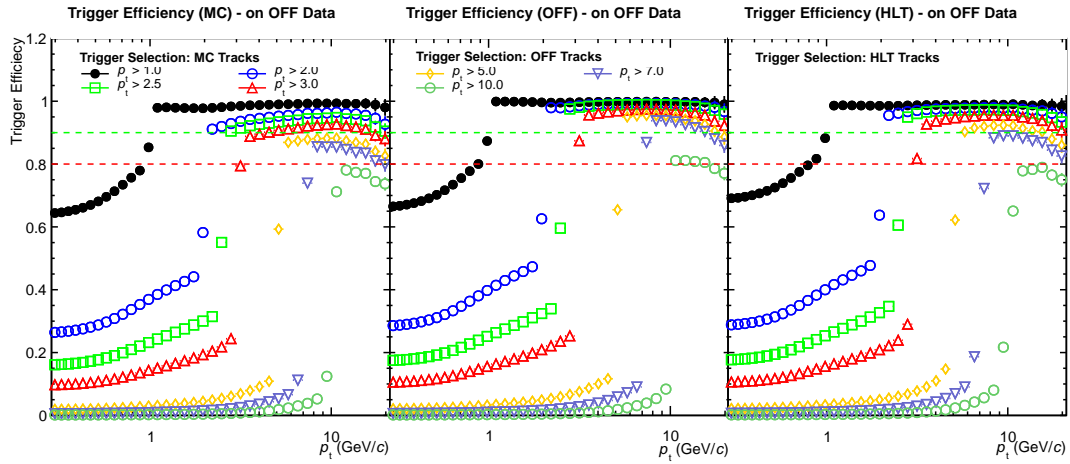 Trigger Efficiency (MC) - on OFF Data
Trigger Efficiency (OFF) - on OFF Data
Trigger Efficiency (HLT) - on OFF Data
Trigger Efficiecy
1.2
1
0.8
0.6
0.4
0.2
0
Trigger Selection: MC Tracks
p_t > 1.0
p_t > 2.0
p_t > 2.5
p_t > 3.0
Trigger Selection: OFF Tracks
p_t > 5.0
p_t > 7.0
p_t > 10.0
Trigger Selection: HLT Tracks
1
10
p_t (GeV/c)
1
10
p_t (GeV/c)
1
10
p_t (GeV/c)